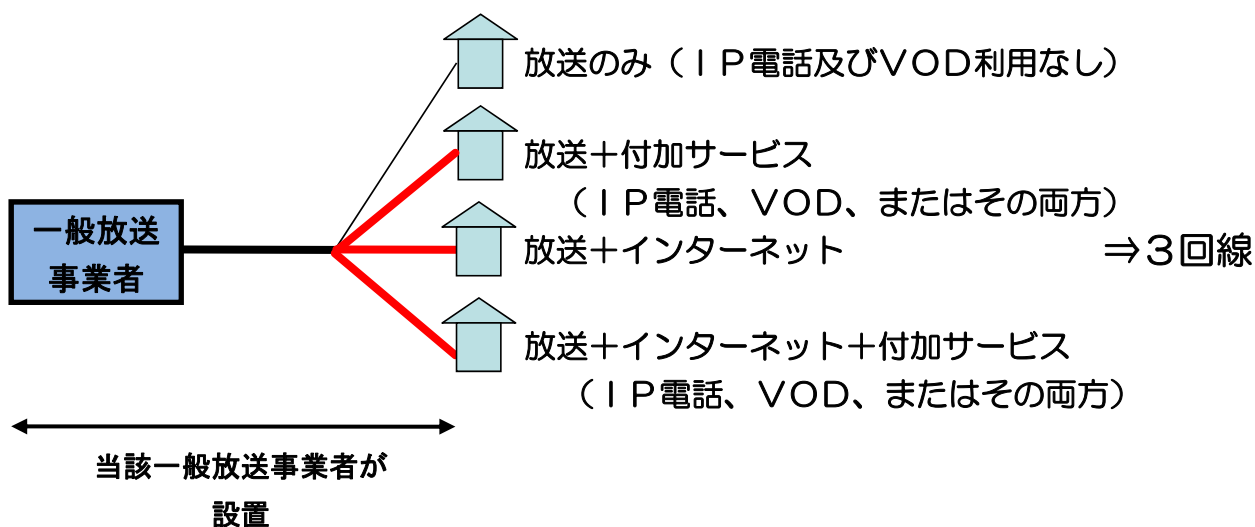 放送のみ（ＩＰ電話及びＶＯＤ利用なし）
放送＋付加サービス
（ＩＰ電話、ＶＯＤ、またはその両方）
一般放送
事業者
放送＋インターネット
⇒３回線
放送＋インターネット＋付加サービス
（ＩＰ電話、ＶＯＤ、またはその両方）
当該一般放送事業者が
設置